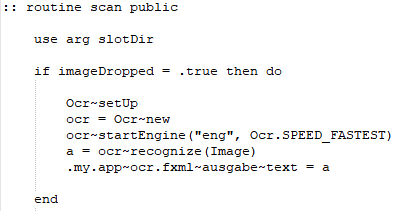 :: routine scan public
use arg slotDir
if imageDropped = .true then do
Ocr~setUp
ocr = Ocr~new
ocr~startEngine("eng", Ocr.SPEED_FASTEST)
a = ocr~recognize(Image)
.my.app~ocr.fxml~ausgabe~text = a
end